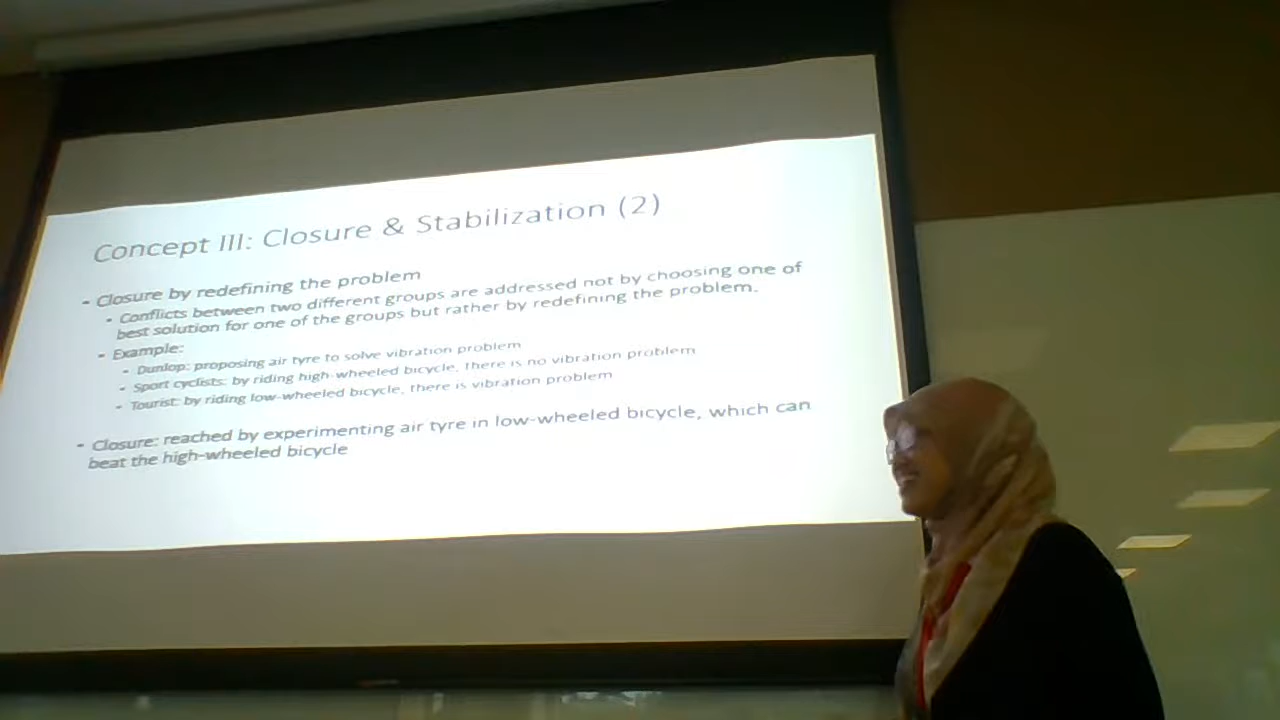 Concept III: Closure & Stabilization (2)
- Closure by redefining the problem
- Conflicts between two different groups are addressed not by choosing one of
best solution for one of the groups but rather by redefining the problem.
- Example:
- Dunlop: proposing air tyre to solve vibration problem
- Sport cyclists: by riding high-wheeled bicycle, there is no vibration problem
- Tourist: by riding low-wheeled bicycle, there is vibration problem
- Closure: reached by experimenting air tyre in low-wheeled bicycle, which can
beat the high-wheeled bicycle